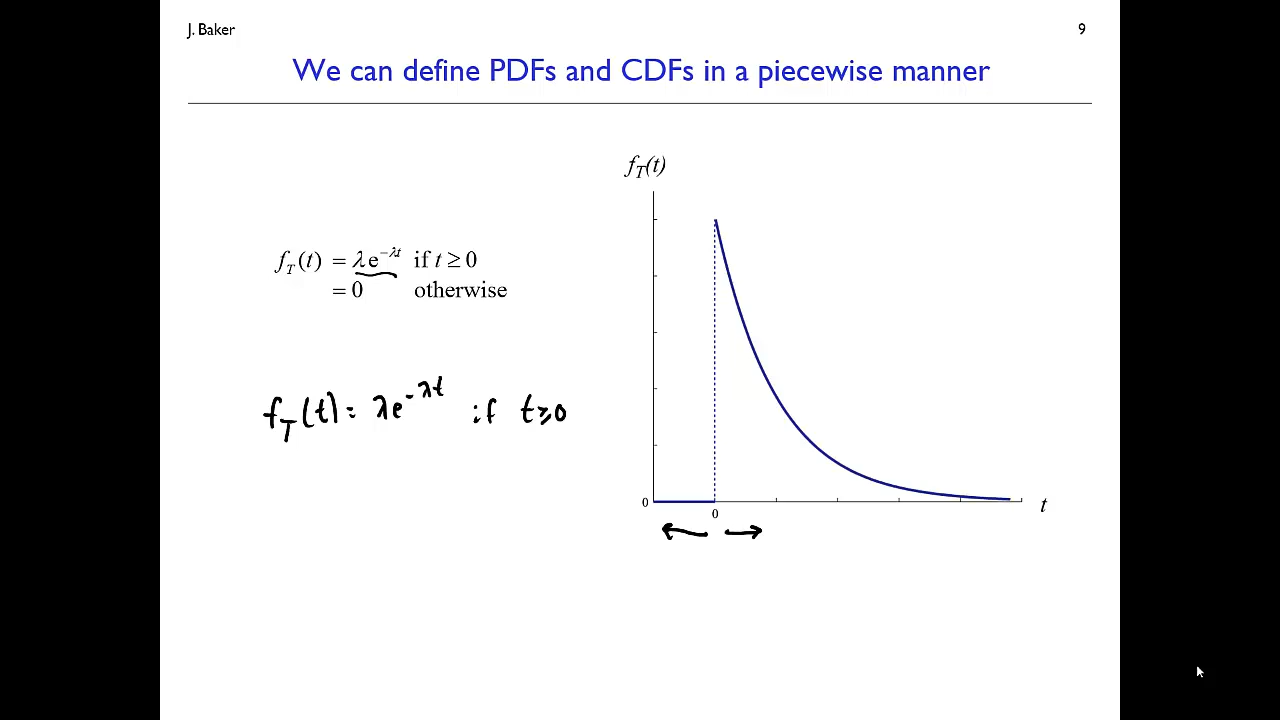 J. Baker
9
We can define PDFs and CDFs in a piecewise manner
f_T(t)
f_T(t) = λe^{-λt} if t ≥ 0
= 0 otherwise
f_T(t) = λe^{-λt} if t ≥ 0
0
t
0